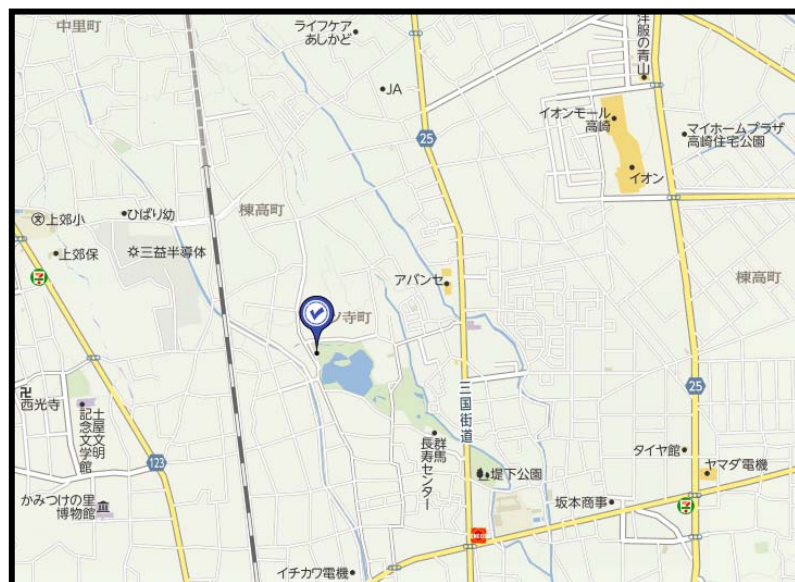 中里町
ライフケア
あしかど
JA
洋服の青山
イオンモール
高崎
マイホームプラザ
高崎住宅公園
25
イオン
上郊小
ひばり幼
棟高町
上郊保
三益半導体
アバンセ
棟高町
ノ寺町
三国街道
25
西光寺
土屋文明
記念文学館
群馬
長寿センター
堤下公園
タイヤ館
ヤマダ電機
123
かみつけの里
博物館
坂本商事
イチカワ電機